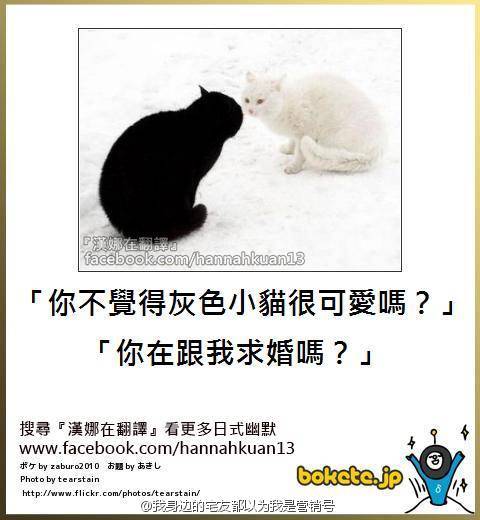 『漢娜在翻譯』
facebook.com/hannahkuan13
「你不覺得灰色小貓很可愛嗎？」
「你在跟我求婚嗎？」
搜尋『漢娜在翻譯』看更多日式幽默
www.facebook.com/hannahkuan13
ボケ by zaburo2010 お題 by あきし
Photo by tearstain
http://www.flickr.com/photos/tearstain/
bokete.jp
@我身边的宅友都以为我是营销号